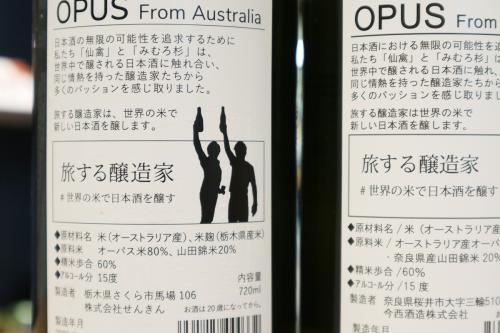 OPUS From Australia
日本酒の無限の可能性を追求するために
私たち「仙禽」と「みむろ杉」は、
世界中で醸される日本酒に触れ合い、
同じ情熱を持った醸造家たちから
多くのパッションを感じ取りました。
旅する醸造家は、世界の米で
新しい日本酒を醸します。
旅する醸造家
#世界の米で日本酒を醸す
◆原材料名 米(オーストラリア産)、米麹(栃木県産米)
◆原料米 オーパス米80%、山田錦米20%
◆精米歩合 60%
◆アルコール分 15度
内容量
720ml
製造者 栃木県さくら市馬場106
株式会社せんきん
お酒は20歳になってから。
製造年月
OPUS From
日本酒における無限の可能性を追
私たち「仙禽」と「みむろ杉」
世界中で醸される日本酒に触れ
同じ情熱を持った醸造家たちか
多くのパッションを感じ取りま
旅する醸造家は世界の米で
新しい日本酒を醸します。
旅する醸造家
#世界の米で日本酒を醸
◆原材料名/米(オーストラ
◆原料米/オーパ
・奈良県産山田錦米 20%
◆精米歩合/60%
◆アルコール分/15度
製造者 奈良県桜井市大字三輪510
今西酒造株式会
製造年月